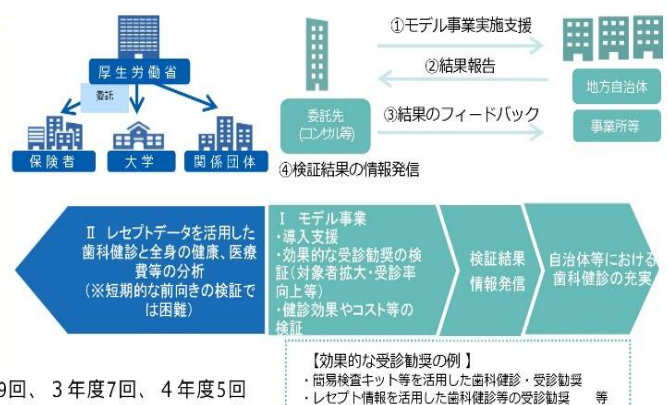 厚生労働省
委託
保険者
大学
関係団体
①モデル事業実施支援
②結果報告
③結果のフィードバック
委託先
(コンサル等)
地方自治体
事業所等
④検証結果の情報発信
Ⅱ レセプトデータを活用した
歯科健診と全身の健康、医療
費等の分析
(※短期的な前向きの検証で
は困難)
Ⅰ モデル事業
・導入支援
・効果的な受診勧奨の検
証(対象者拡大・受診率
向上等)
・健診効果やコスト等の
検証
検証結果
情報発信
自治体等における
歯科健診の充実
【効果的な受診勧奨の例 】
・簡易検査キット等を活用した歯科健診・受診勧奨
・レセプト情報を活用した歯科健診等の受診勧奨 等
9回、3年度7回、4年度5回